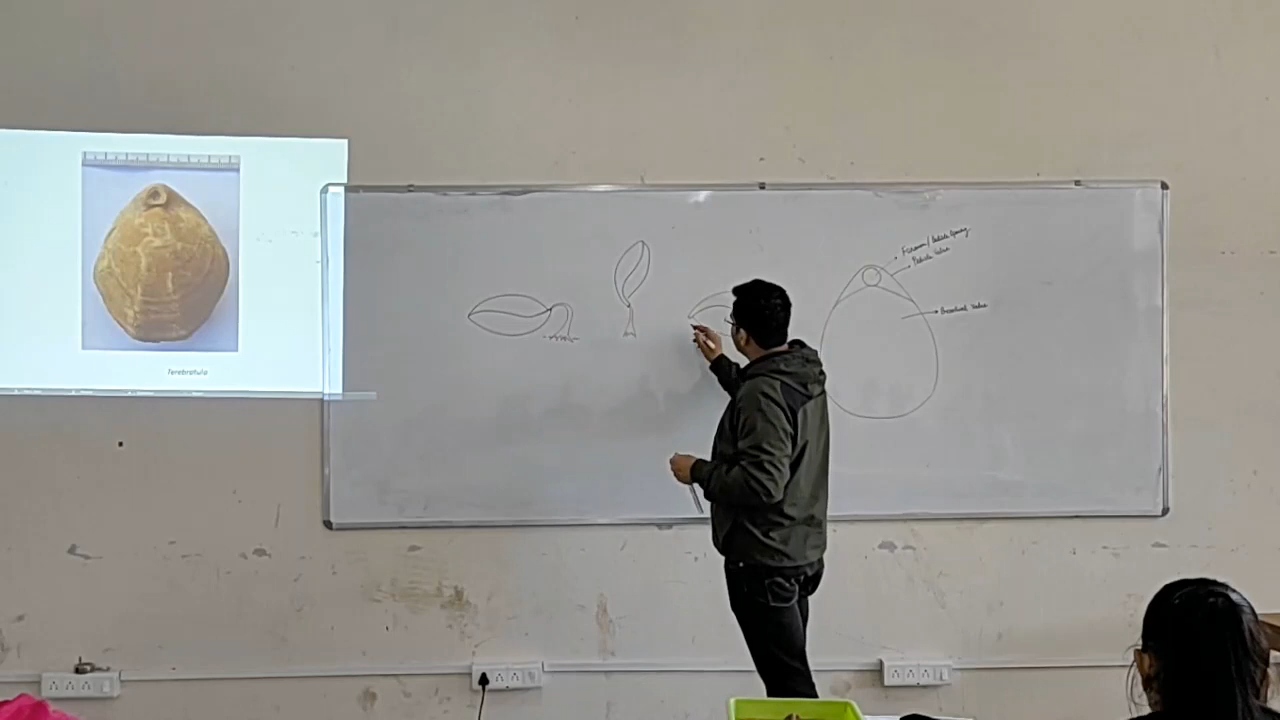 Terebratula
Foramen/Pedicle Opening
Pedicle Valve
Brachial Valve